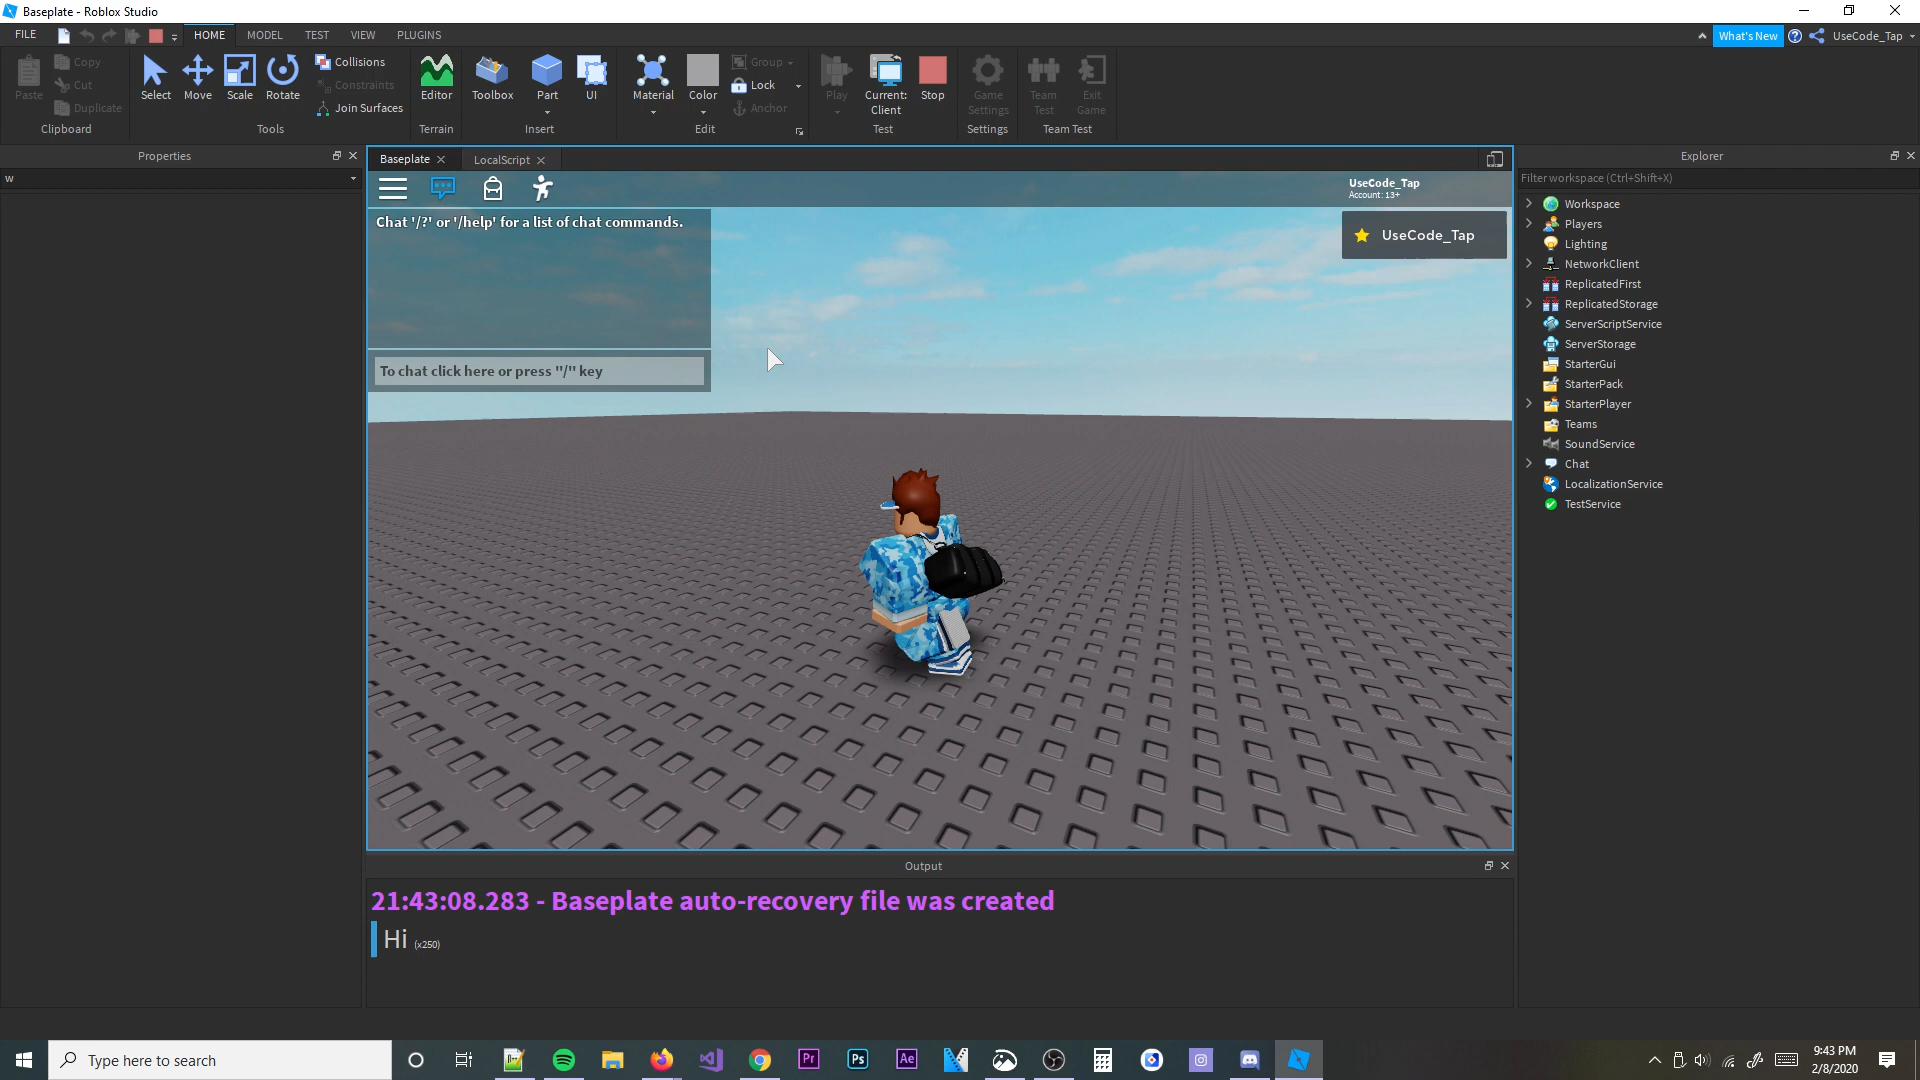 Baseplate - Roblox Studio
FILE HOME MODEL TEST VIEW PLUGINS What's New UseCode_Tap
Paste Copy Cut Duplicate
Clipboard
Select Move Scale Rotate
Collisions
Constraints
Join Surfaces
Tools
Editor
Terrain
Toolbox Part UI
Insert
Material Color
Group
Lock
Anchor
Edit
Play Current: Client Stop
Test
Game Settings
Settings
Team Test Exit Game
Team Test
Properties
w
Baseplate LocalScript
UseCode_Tap
Account: 13+
UseCode_Tap
Chat '/?' or '/help' for a list of chat commands.
To chat click here or press "/" key
Explorer
Filter workspace (Ctrl+Shift+X)
Workspace
Players
Lighting
NetworkClient
ReplicatedFirst
ReplicatedStorage
ServerScriptService
ServerStorage
StarterGui
StarterPack
StarterPlayer
Teams
SoundService
Chat
LocalizationService
TestService
Output
21:43:08.283 - Baseplate auto-recovery file was created
Hi (x250)
Type here to search
Pr Ps Ae
9:43 PM
2/8/2020